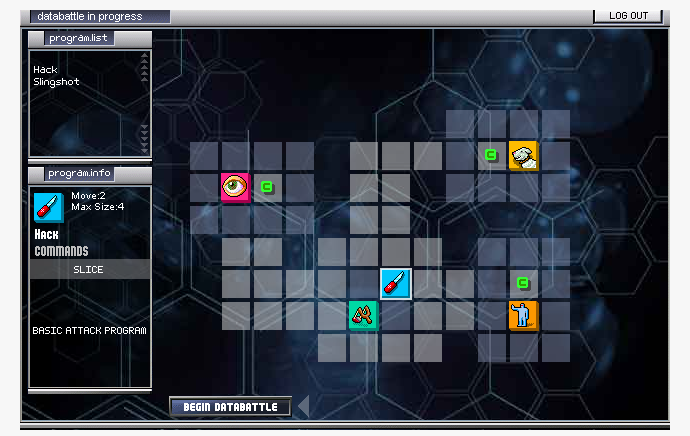 databattle in progress
LOG OUT
program.list
Hack
Slingshot
program.info
Move:2
Max Size:4
Hack
COMMANDS
SLICE
BASIC ATTACK PROGRAM
BEGIN DATABATTLE